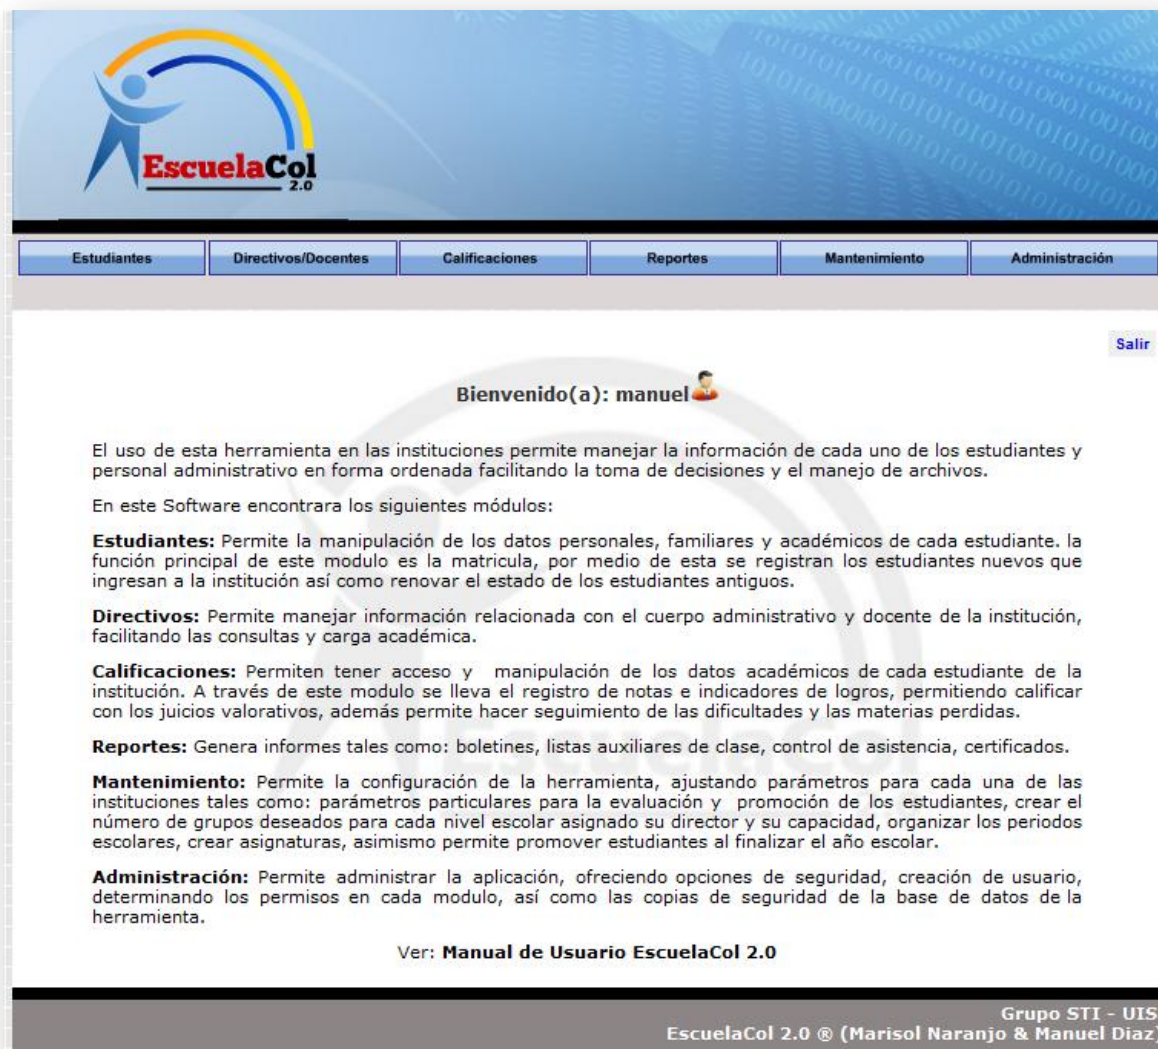 EscuelaCol
2.0
Estudiantes
Directivos/Docentes
Calificaciones
Reportes
Mantenimiento
Administración
Salir
Bienvenido(a): manuel
El uso de esta herramienta en las instituciones permite manejar la información de cada uno de los estudiantes y
personal administrativo en forma ordenada facilitando la toma de decisiones y el manejo de archivos.
En este Software encontrara los siguientes módulos:
Estudiantes: Permite la manipulación de los datos personales, familiares y académicos de cada estudiante. la
función principal de este modulo es la matricula, por medio de esta se registran los estudiantes nuevos que
ingresan a la institución así como renovar el estado de los estudiantes antiguos.
Directivos: Permite manejar información relacionada con el cuerpo administrativo y docente de la institución,
facilitando las consultas y carga académica.
Calificaciones: Permiten tener acceso y manipulación de los datos académicos de cada estudiante de la
institución. A través de este modulo se lleva el registro de notas e indicadores de logros, permitiendo calificar
con los juicios valorativos, además permite hacer seguimiento de las dificultades y las materias perdidas.
Reportes: Genera informes tales como: boletines, listas auxiliares de clase, control de asistencia, certificados.
Mantenimiento: Permite la configuración de la herramienta, ajustando parámetros para cada una de las
instituciones tales como: parámetros particulares para la evaluación y promoción de los estudiantes, crear el
número de grupos deseados para cada nivel escolar asignado su director y su capacidad, organizar los periodos
escolares, crear asignaturas, asimismo permite promover estudiantes al finalizar el año escolar.
Administración: Permite administrar la aplicación, ofreciendo opciones de seguridad, creación de usuario,
determinando los permisos en cada modulo, así como las copias de seguridad de la base de datos de la
herramienta.
Ver: Manual de Usuario EscuelaCol 2.0
Grupo STI - UIS
EscuelaCol 2.0 ® (Marisol Naranjo & Manuel Diaz)